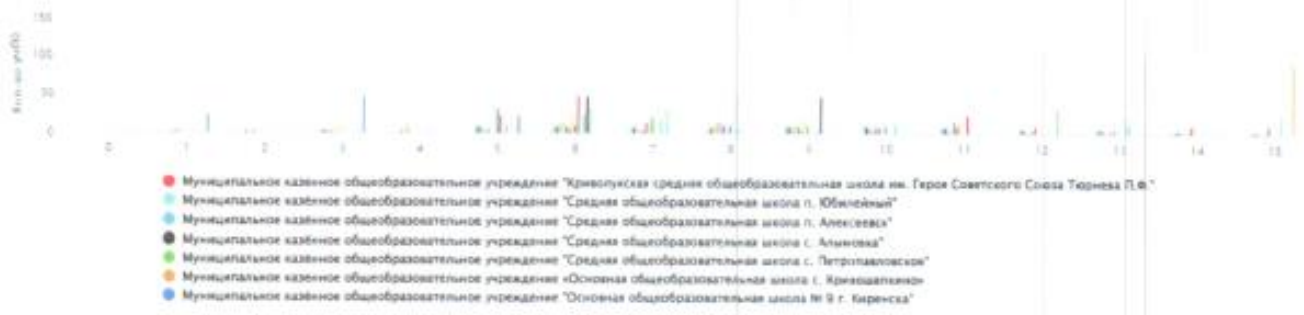 150
100
Кол-во уч(%)
50
0
0 1 2 3 4 5 6 7 8 9 10 11 12 13 14 15
Муниципальное казенное общеобразовательное учреждение "Криволукская средняя общеобразовательная школа им. Героя Советского Союза Тюрнева П.Ф."
Муниципальное казённое общеобразовательное учреждение "Средняя общеобразовательная школа п. Юбилейный"
Муниципальное казённое общеобразовательное учреждение "Средняя общеобразовательная школа п. Алексеевск"
Муниципальное казённое общеобразовательное учреждение "Средняя общеобразовательная школа с. Алымовка"
Муниципальное казённое общеобразовательное учреждение "Средняя общеобразовательная школа с. Петропавловское"
Муниципальное казённое общеобразовательное учреждение «Основная общеобразовательная школа с. Кривошапкино»
Муниципальное казённое общеобразовательное учреждение "Основная общеобразовательная школа № 9 г. Киренска"